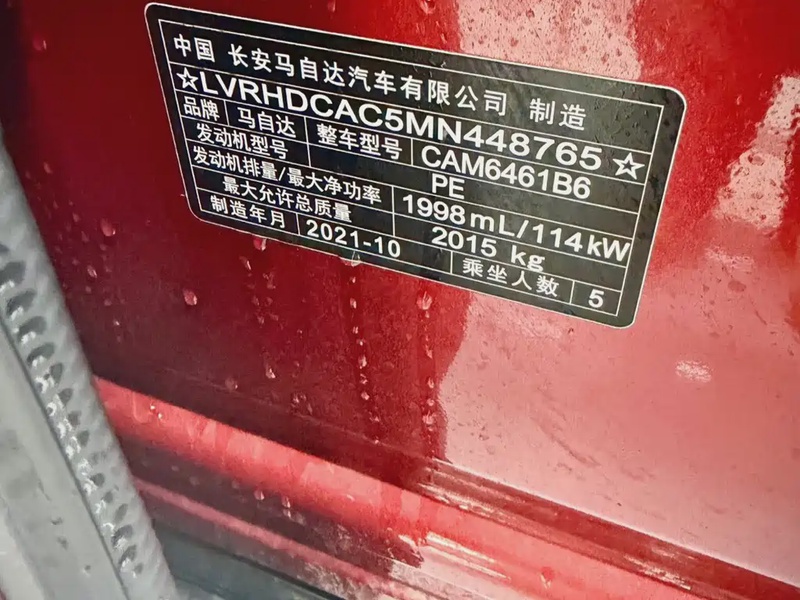 中国 长安马自达汽车有限公司 制造
☆LVRHDCAC5MN448765☆
品牌 马自达 整车型号 CAM6461B6
发动机型号 PE
发动机排量/最大净功率 1998mL/114kW
最大允许总质量 2015 kg
制造年月 2021-10 乘坐人数 5